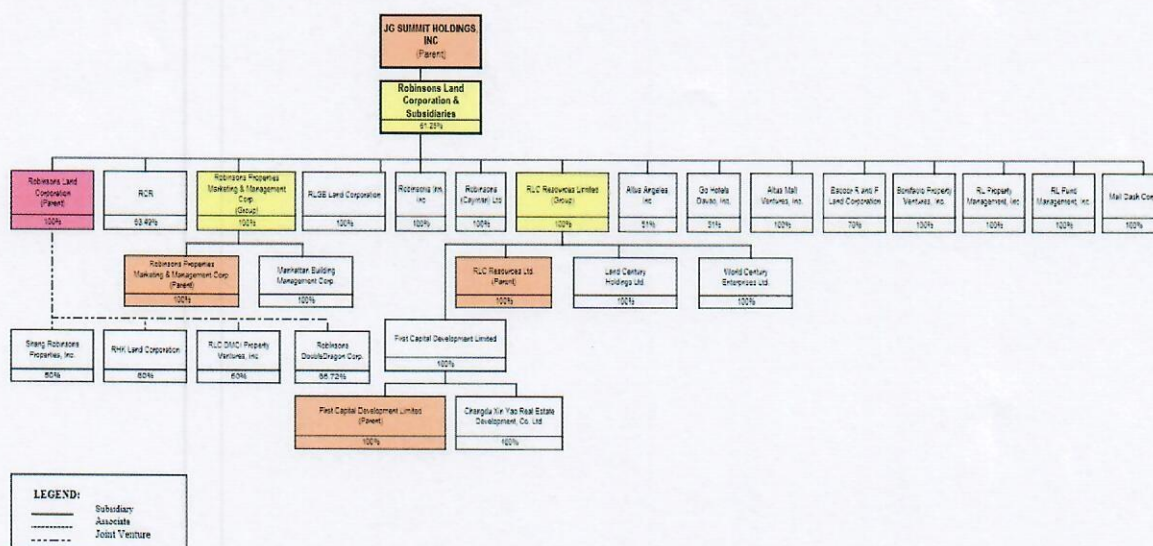 JG SUMMIT HOLDINGS,
INC
(Parent)
Robinsons Land
Corporation &
Subsidiaries
61.25%
Robinsons Land
Corporation
(Parent)
100%
RCR
63.49%
Robinsons Properties
Marketing & Management
Corp.
(Group)
100%
RLGB Land Corporation
100%
Robinsons Inn,
Inc
100%
Robinsons
(Cayman) Ltd
100%
RLC Resources Limited
(Group)
100%
Altus Angeles
Inc
51%
Go Hotels
Davao, Inc.
51%
Altus Mall
Ventures, Inc.
100%
Bacoor R and F
Land Corporation
70%
Bonifacio Property
Ventures, Inc.
100%
RL Property
Management, Inc
100%
RL Fund
Management, Inc.
100%
Mall Dash Corp
100%
Robinsons Properties
Marketing & Management Corp.
(Parent)
100%
Manhattan Building
Management Corp.
100%
RLC Resources Ltd.
(Parent)
100%
Land Century
Holdings Ltd.
100%
World Century
Enterprises Ltd.
100%
Shang Robinsons
Properties, Inc.
50%
RHK Land Corporation
60%
RLC DMCI Property
Ventures, Inc
50%
Robinsons
DoubleDragon Corp.
65.72%
First Capital Development Limited
100%
First Capital Development Limited
(Parent)
100%
Chengdu Xin Yao Real Estate
Development, Co. Ltd
100%
LEGEND:
Subsidiary
Associate
Joint Venture